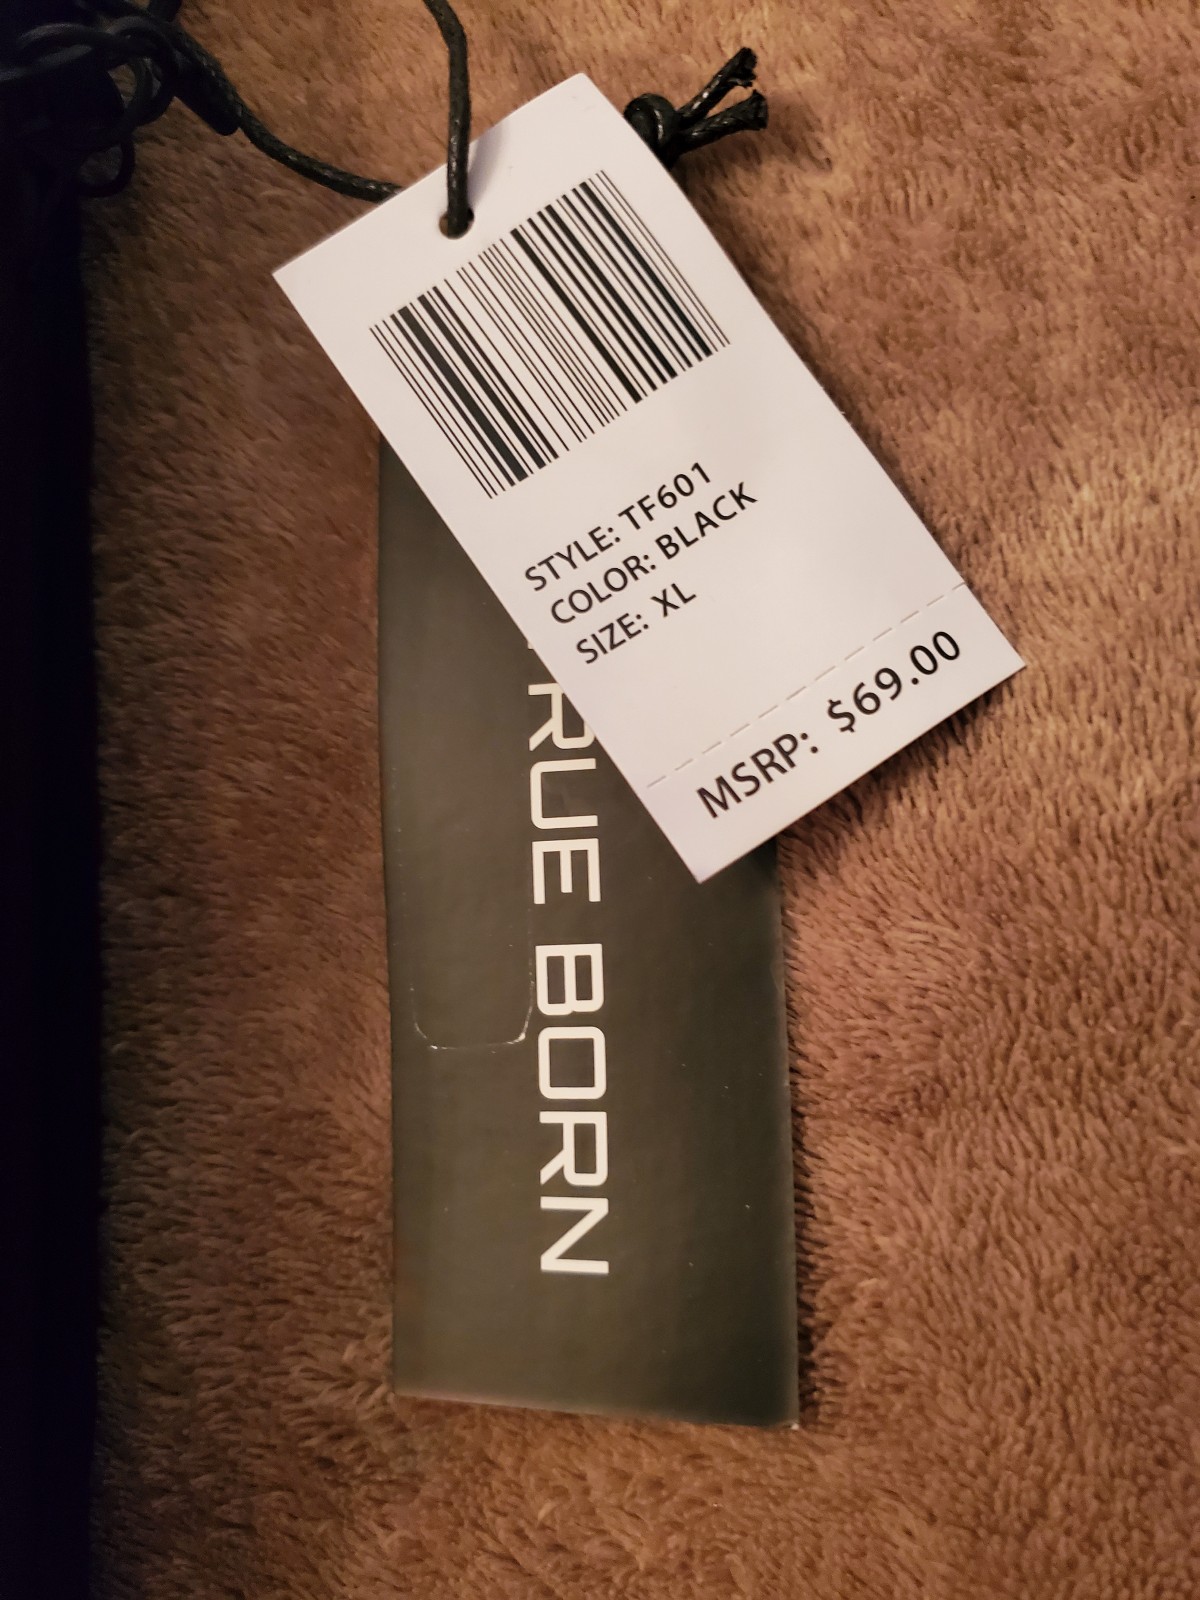 STYLE: TF601
COLOR: BLACK
SIZE: XL
MSRP: $69.00
RUE BORN